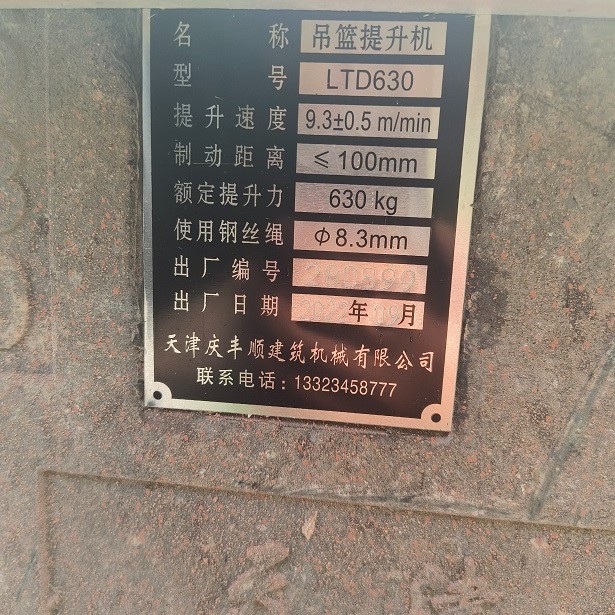 名 称 吊篮提升机
型 号 LTD630
提升速度 9.3±0.5 m/min
制动距离 ≤100mm
额定提升力 630 kg
使用钢丝绳 Φ8.3mm
出厂编号
出厂日期 年 月
天津庆丰顺建筑机械有限公司
联系电话：13323458777